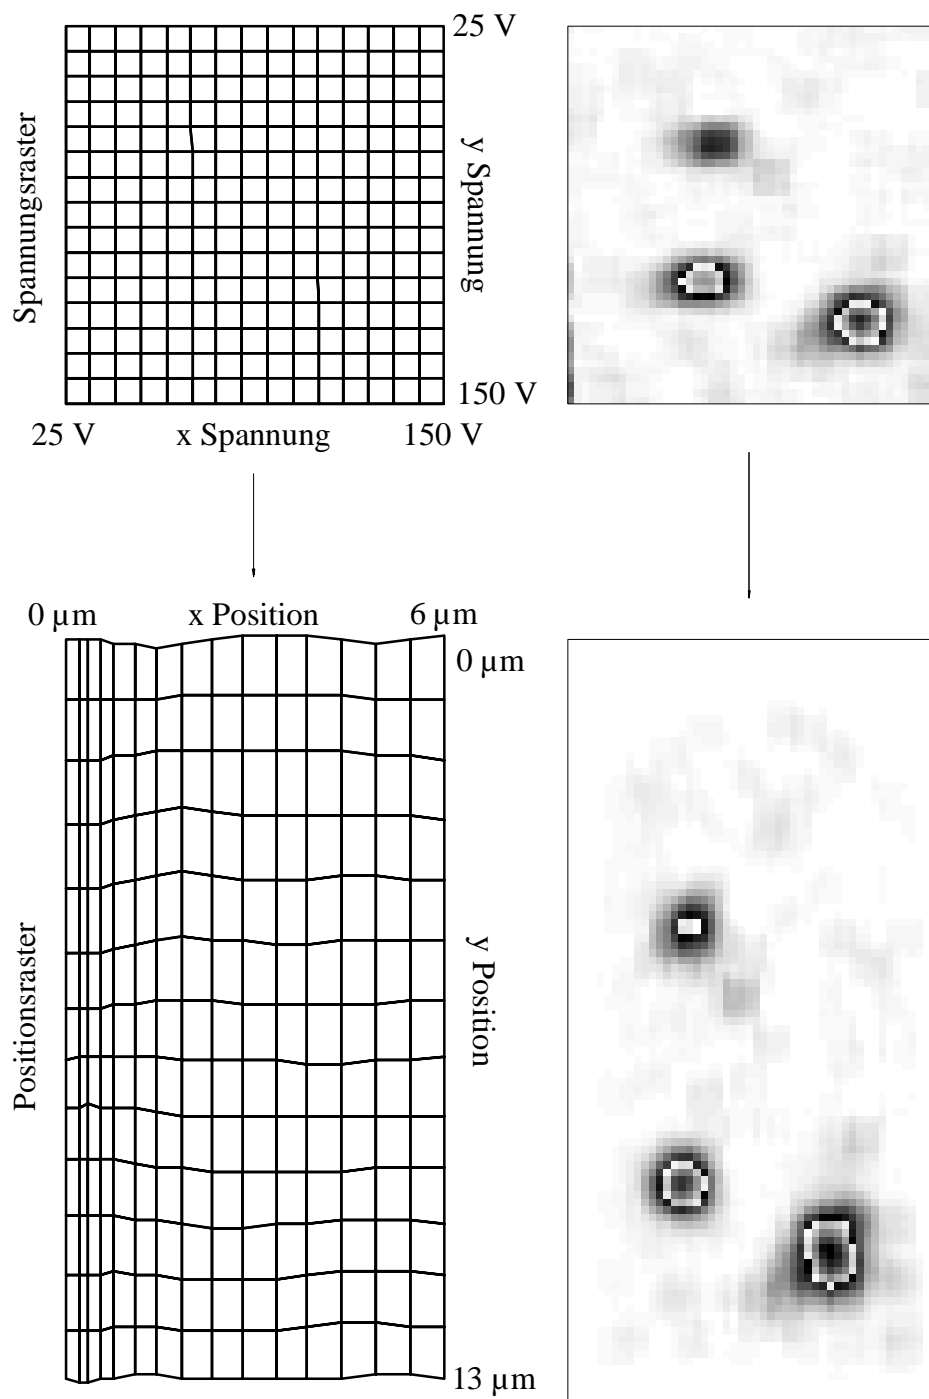 25 V
Spannungsraster
y Spannung
150 V
25 V
x Spannung
150 V
0 µm
x Position
6 µm
0 µm
Positionsraster
y Position
13 µm